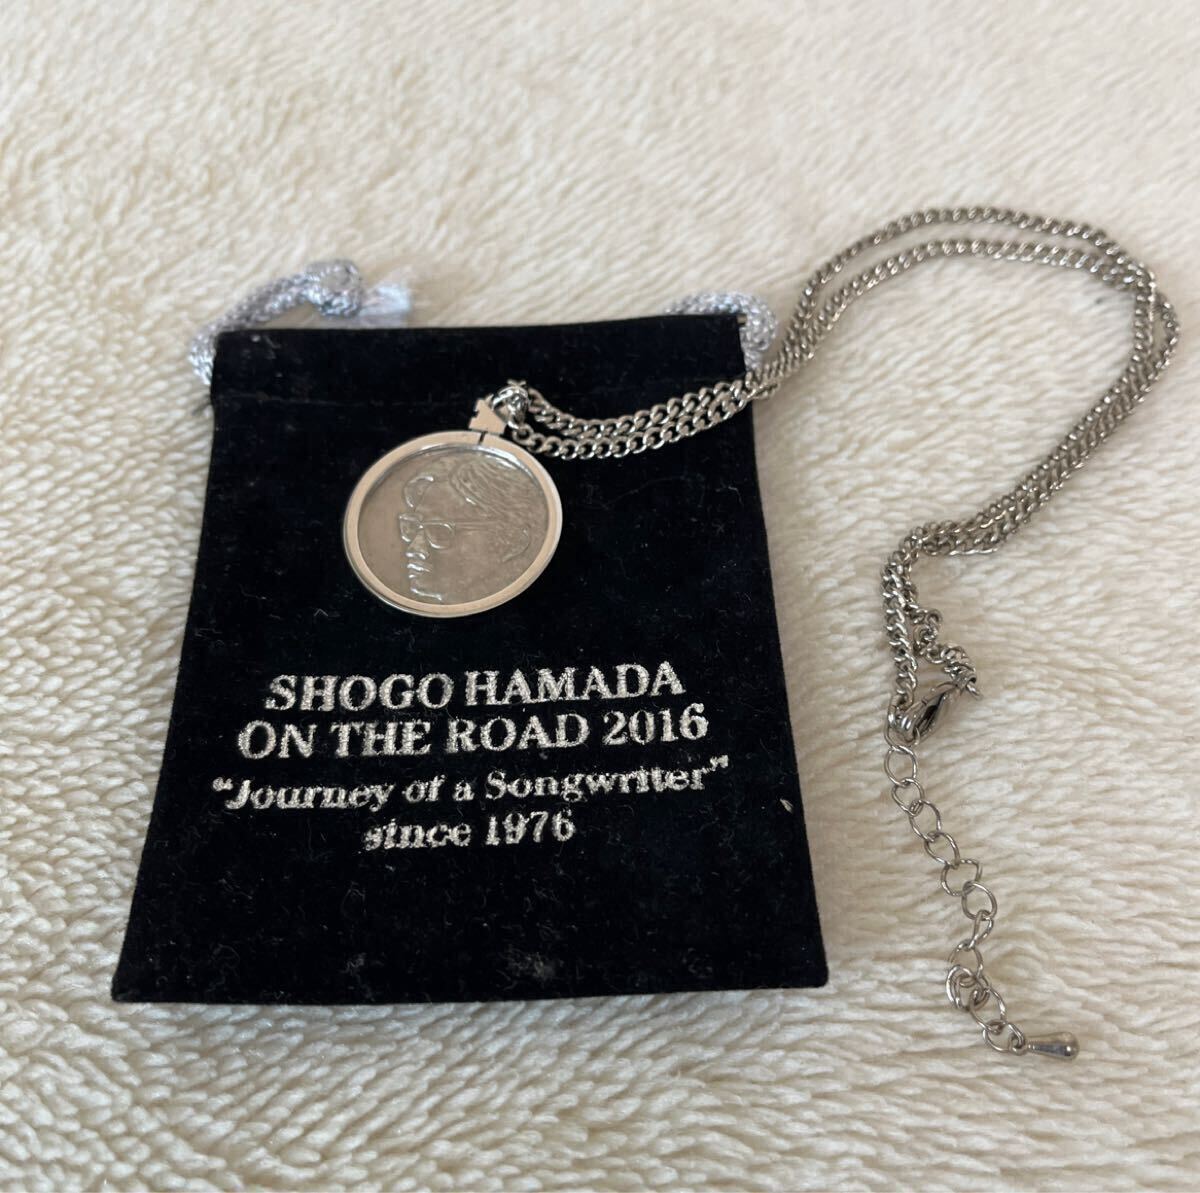 SHOGO HAMADA
ON THE ROAD 2016
“Journey of a Songwriter”
since 1976